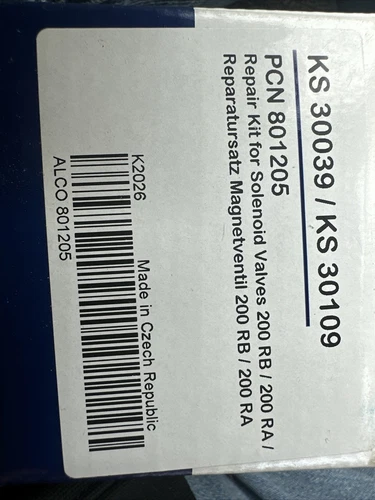 KS 30039 / KS 30109
PCN 801205
Repair Kit for Solenoid Valves 200 RB / 200 RA /
Reparatursatz Magnetventil 200 RB / 200 RA
K2026 Made in Czech Republic
ALCO 801205